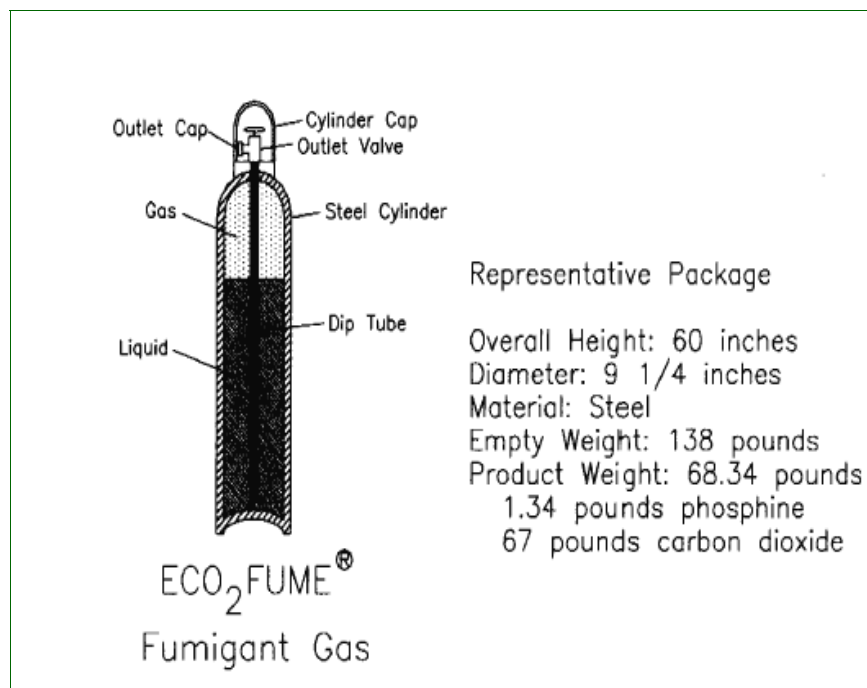 Cylinder Cap
Outlet Cap
Outlet Valve
Gas
Steel Cylinder
Dip Tube
Liquid
Representative Package
Overall Height: 60 inches
Diameter: 9 1/4 inches
Material: Steel
Empty Weight: 138 pounds
Product Weight: 68.34 pounds
1.34 pounds phosphine
67 pounds carbon dioxide
ECO₂FUME®
Fumigant Gas